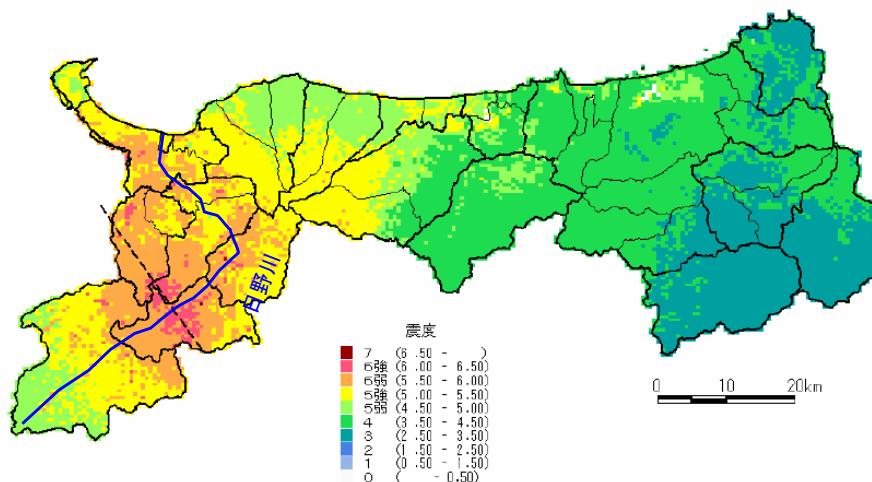 日野川
震度
7 (6.50 - )
6強 (6.00 - 6.50)
6弱 (5.50 - 6.00)
5強 (5.00 - 5.50)
5弱 (4.50 - 5.00)
4 (3.50 - 4.50)
3 (2.50 - 3.50)
2 (1.50 - 2.50)
1 (0.50 - 1.50)
0 ( - 0.50)
0 10 20km